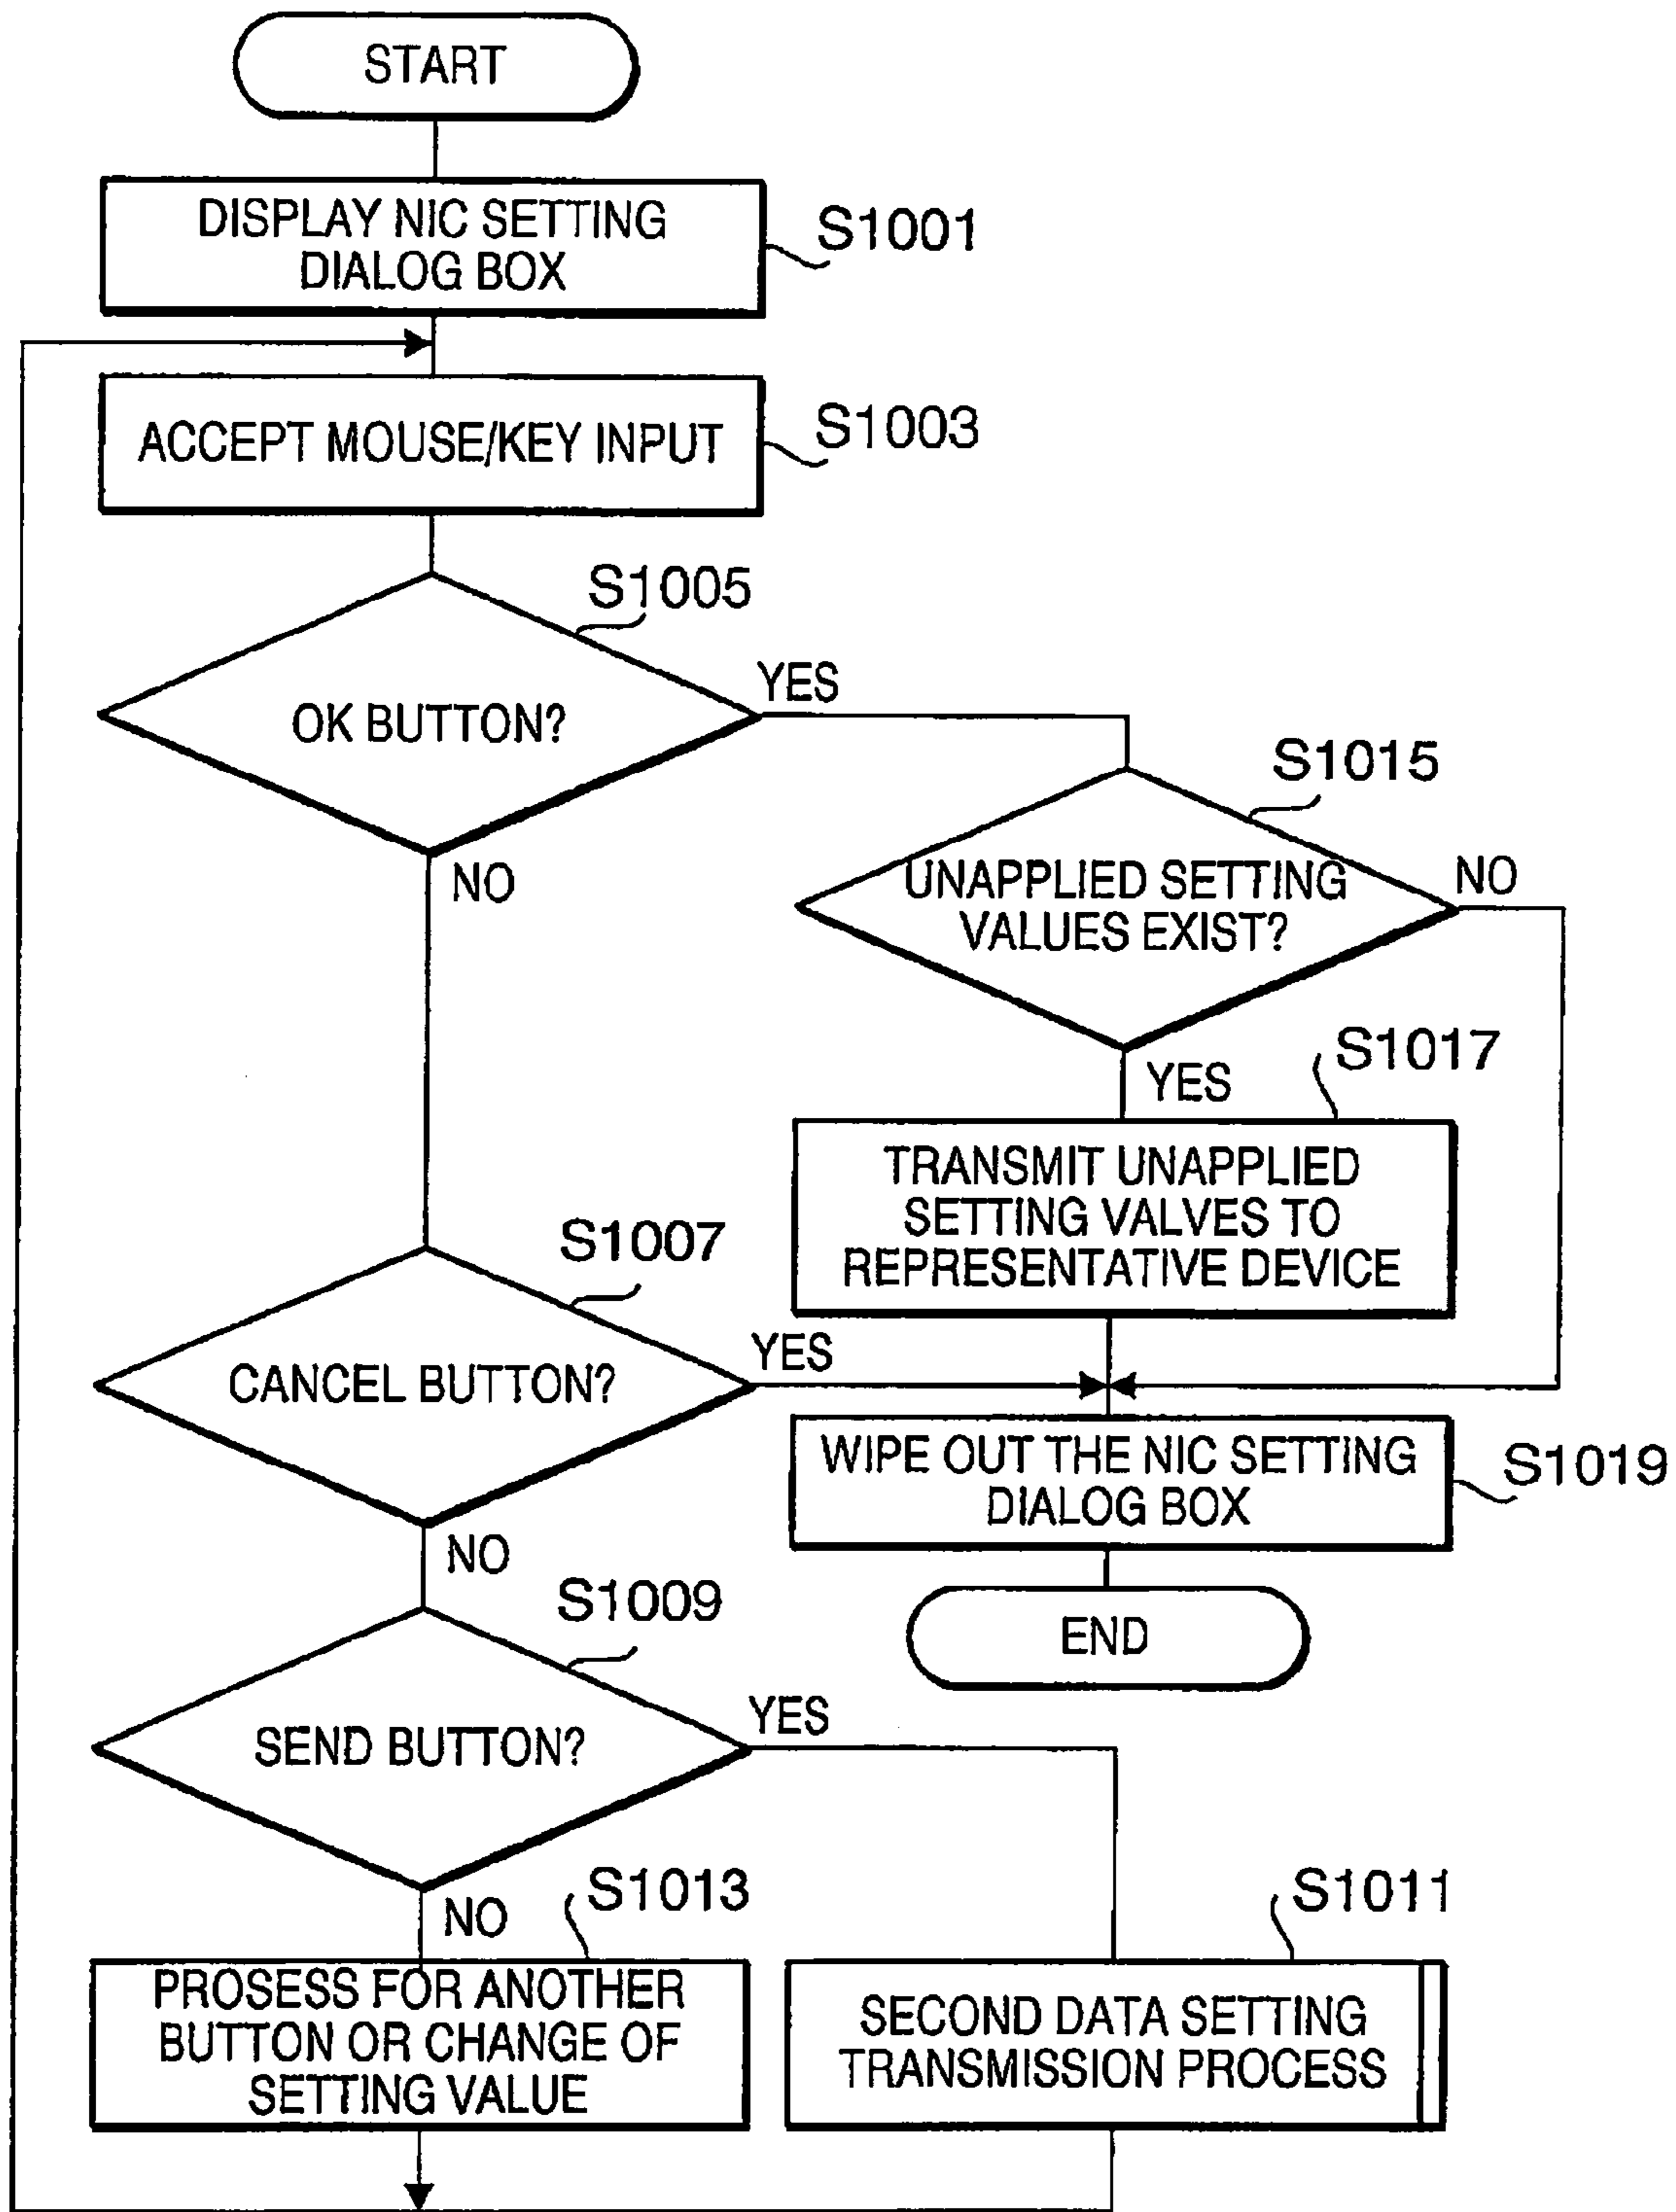 START
DISPLAY NIC SETTING
DIALOG BOX
S1001
ACCEPT MOUSE/KEY INPUT
S1003
S1005
OK BUTTON?
YES
NO
S1015
UNAPPLIED SETTING
VALUES EXIST?
NO
YES
S1017
TRANSMIT UNAPPLIED
SETTING VALVES TO
REPRESENTATIVE DEVICE
S1007
CANCEL BUTTON?
YES
NO
WIPE OUT THE NIC SETTING
DIALOG BOX
S1019
END
S1009
SEND BUTTON?
YES
NO
S1013
PROSESS FOR ANOTHER
BUTTON OR CHANGE OF
SETTING VALUE
S1011
SECOND DATA SETTING
TRANSMISSION PROCESS